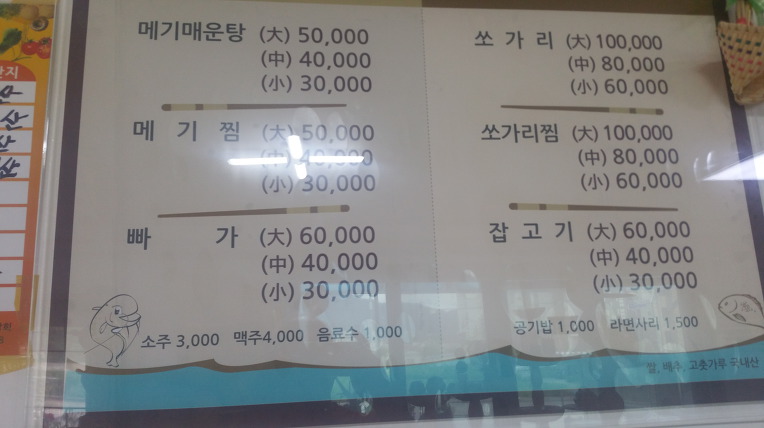 메기매운탕 (大) 50,000
(中) 40,000
(小) 30,000
메기찜 (大) 50,000
(中) 40,000
(小) 30,000
빠가 (大) 60,000
(中) 40,000
(小) 30,000
소주 3,000 맥주4,000 음료수 1,000
쏘가리 (大) 100,000
(中) 80,000
(小) 60,000
쏘가리찜 (大) 100,000
(中) 80,000
(小) 60,000
잡고기 (大) 60,000
(中) 40,000
(小) 30,000
공기밥 1,000 라면사리 1,500
쌀, 배추, 고춧가루 국내산